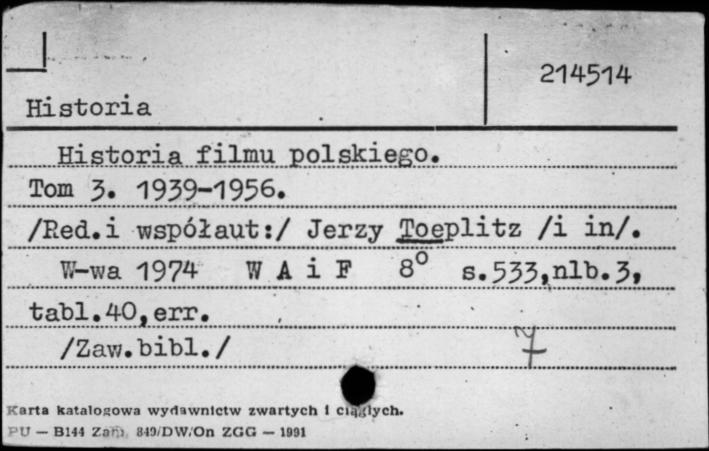 214514
Historia
Historia filmu polskiego.
Tom 3. 1939-1956.
/Red.i współaut:/ Jerzy Toeplitz /i in/.
W-wa 1974 W A i F 8° s.533,nlb.3,
tabl.40,err.
/Zaw.bibl./
Karta katalogowa wydawnictw zwartych i ciągłych.
PU — B144 Zam. 849/DW/On ZGG — 1991